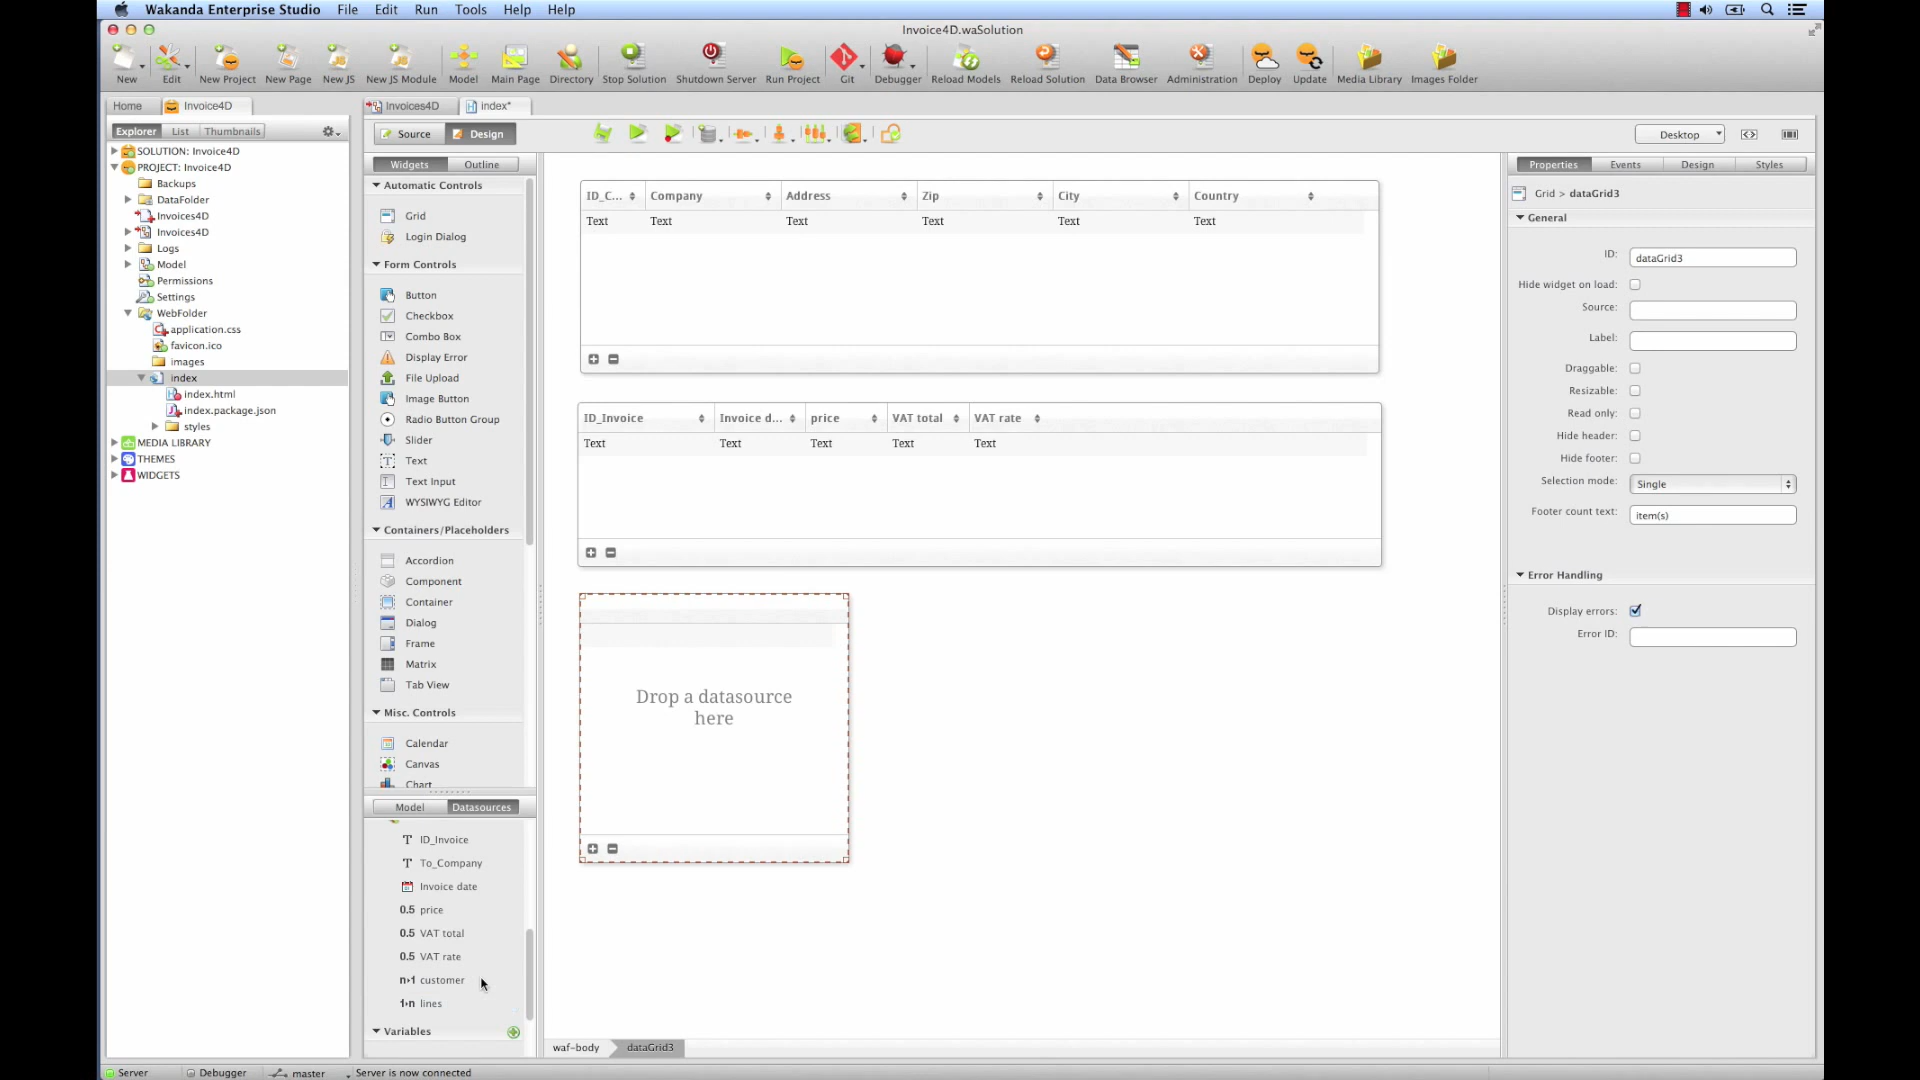 Wakanda Enterprise Studio File Edit Run Tools Help Help
Invoice4D.waSolution
New Edit New Project New Page New JS New JS Module Model Main Page Directory Stop Solution Shutdown Server Run Project Git Debugger Reload Models Reload Solution Data Browser Administration Deploy Update Media Library Images Folder
Home Invoice4D Invoices4D index*
Explorer List Thumbnails
Source Design
Desktop
SOLUTION: Invoice4D
PROJECT: Invoice4D
Backups
DataFolder
Invoices4D
Invoices4D
Logs
Model
Permissions
Settings
WebFolder
application.css
favicon.ico
images
index
index.html
index.package.json
styles
MEDIA LIBRARY
THEMES
WIDGETS
Widgets Outline
Automatic Controls
Grid
Login Dialog
Form Controls
Button
Checkbox
Combo Box
Display Error
File Upload
Image Button
Radio Button Group
Slider
Text
Text Input
WYSIWYG Editor
Containers/Placeholders
Accordion
Component
Container
Dialog
Frame
Matrix
Tab View
Misc. Controls
Calendar
Canvas
Chart
Model Datasources
T ID_Invoice
T To_Company
Invoice date
0.5 price
0.5 VAT total
0.5 VAT rate
n›1 customer
1›n lines
Variables
ID_C... Company Address Zip City Country
Text Text Text Text Text Text
ID_Invoice Invoice d... price VAT total VAT rate
Text Text Text Text Text
Drop a datasource
here
waf-body dataGrid3
Properties Events Design Styles
Grid > dataGrid3
General
ID: dataGrid3
Hide widget on load:
Source:
Label:
Draggable:
Resizable:
Read only:
Hide header:
Hide footer:
Selection mode: Single
Footer count text: item(s)
Error Handling
Display errors:
Error ID:
Server Debugger master Server is now connected